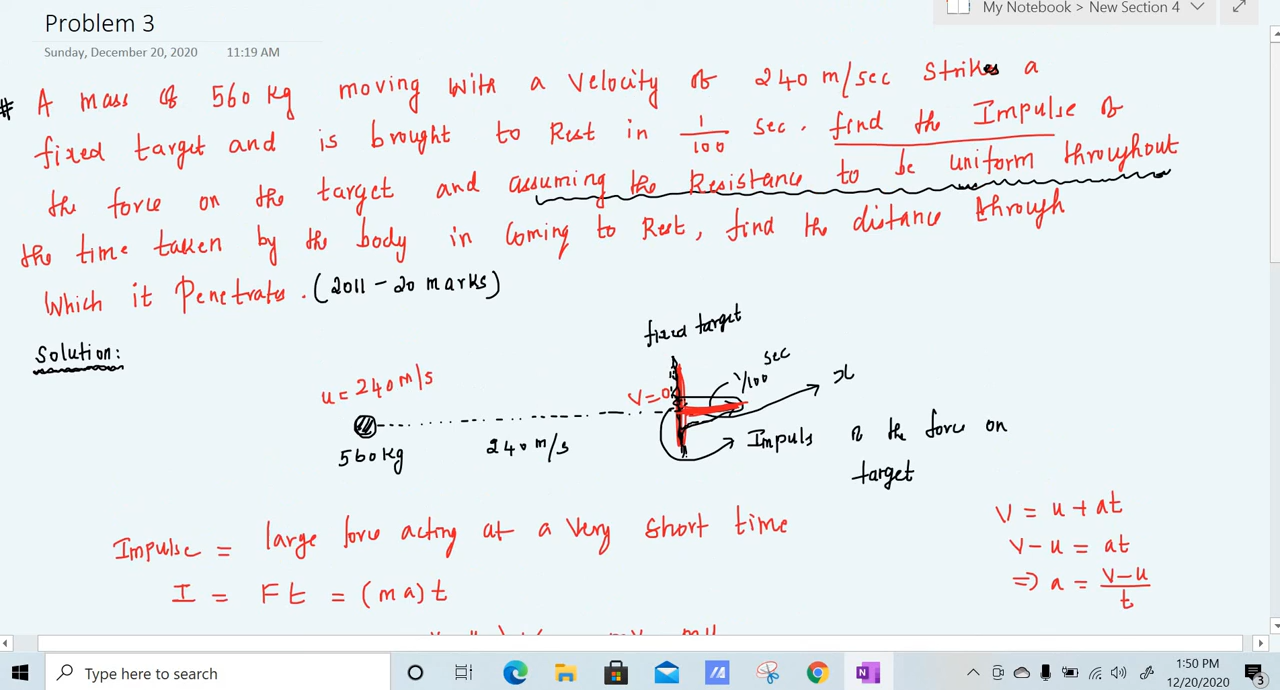 My Notebook > New Section 4
Problem 3
Sunday, December 20, 2020 11:19 AM
# A mass of 560 kg moving with a velocity of 240 m/sec strikes a
fixed target and is brought to Rest in 1/100 sec. find the Impulse of
the force on the target and assuming the Resistance to be uniform throughout
the time taken by the body in Coming to Rest, find the distance through
Which it Penetrates. (2011 - 20 marks)
Solution:
fixed target
u = 240 m/s
V = 0
1/100 sec
x
560 kg
240 m/s
Impuls of the force on
target
Impulse = large force acting at a very short time
I = Ft = (ma)t
V = u + at
V - u = at
⇒ a = V-u/t
Type here to search
1:50 PM
12/20/2020
3